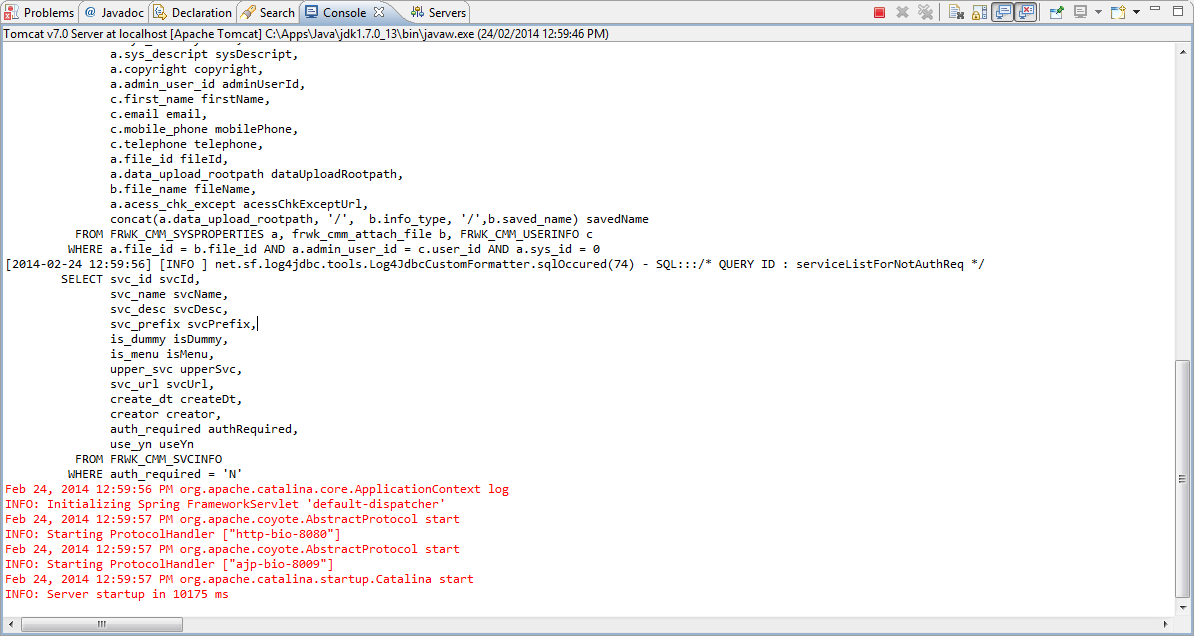 Problems @ Javadoc Declaration Search Console Servers
Tomcat v7.0 Server at localhost [Apache Tomcat] C:\Apps\Java\jdk1.7.0_13\bin\javaw.exe (24/02/2014 12:59:46 PM)
a.sys_descript sysDescript,
a.copyright copyright,
a.admin_user_id adminUserId,
c.first_name firstName,
c.email email,
c.mobile_phone mobilePhone,
c.telephone telephone,
a.file_id fileId,
a.data_upload_rootpath dataUploadRootpath,
b.file_name fileName,
a.acess_chk_except acessChkExceptUrl,
concat(a.data_upload_rootpath, '/',  b.info_type, '/',b.saved_name) savedName
FROM FRWK_CMM_SYSPROPERTIES a, frwk_cmm_attach_file b, FRWK_CMM_USERINFO c
WHERE a.file_id = b.file_id AND a.admin_user_id = c.user_id AND a.sys_id = 0
[2014-02-24 12:59:56] [INFO ] net.sf.log4jdbc.tools.Log4JdbcCustomFormatter.sqlOccured(74) - SQL:::/* QUERY ID : serviceListForNotAuthReq */
SELECT svc_id svcId,
svc_name svcName,
svc_desc svcDesc,
svc_prefix svcPrefix,
is_dummy isDummy,
is_menu isMenu,
upper_svc upperSvc,
svc_url svcUrl,
create_dt createDt,
creator creator,
auth_required authRequired,
use_yn useYn
FROM FRWK_CMM_SVCINFO
WHERE auth_required = 'N'
Feb 24, 2014 12:59:56 PM org.apache.catalina.core.ApplicationContext log
INFO: Initializing Spring FrameworkServlet 'default-dispatcher'
Feb 24, 2014 12:59:57 PM org.apache.coyote.AbstractProtocol start
INFO: Starting ProtocolHandler ["http-bio-8080"]
Feb 24, 2014 12:59:57 PM org.apache.coyote.AbstractProtocol start
INFO: Starting ProtocolHandler ["ajp-bio-8009"]
Feb 24, 2014 12:59:57 PM org.apache.catalina.startup.Catalina start
INFO: Server startup in 10175 ms